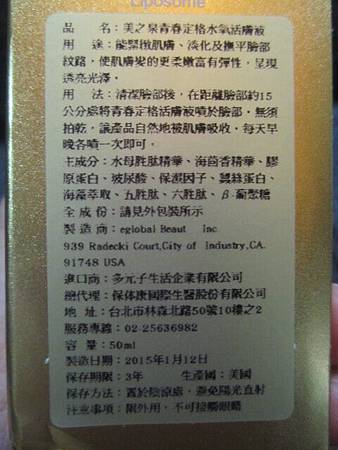 Liposome
品　　名：美之泉青春定格水氧活膚液
用　　途：能緊緻肌膚、淡化及撫平臉部
紋路，使肌膚變的更柔嫩富有彈性，呈現
透亮光澤。
用　　法：清潔臉部後，在距離臉部約15
公分處將青春定格活膚液噴於臉部，無須
拍乾，讓產品自然地被肌膚吸收。每天早
晚各噴一次即可。
主成分：水母胜肽精華、海茴香精華、膠
原蛋白、玻尿酸、保濕因子、蠶絲蛋白、
海藻萃取、五胜肽、六胜肽、β-葡聚糖
全 成 份：請見外包裝所示
製 造 商：eglobal Beaut　Inc
939 Radecki Court,City of Industry,CA.
91748 USA
進口商：多元子生活企業有限公司
總代理：保体康國際生醫股份有限公司
地　址：台北市林森北路50號10樓之2
服務專線：02-25636982
容　量：50ml
製造日期：2015年1月12日
保存期限：3年　　生產國：美國
保存方法：置於陰涼處，避免陽光直射
注意事項：限外用，不可接觸眼睛